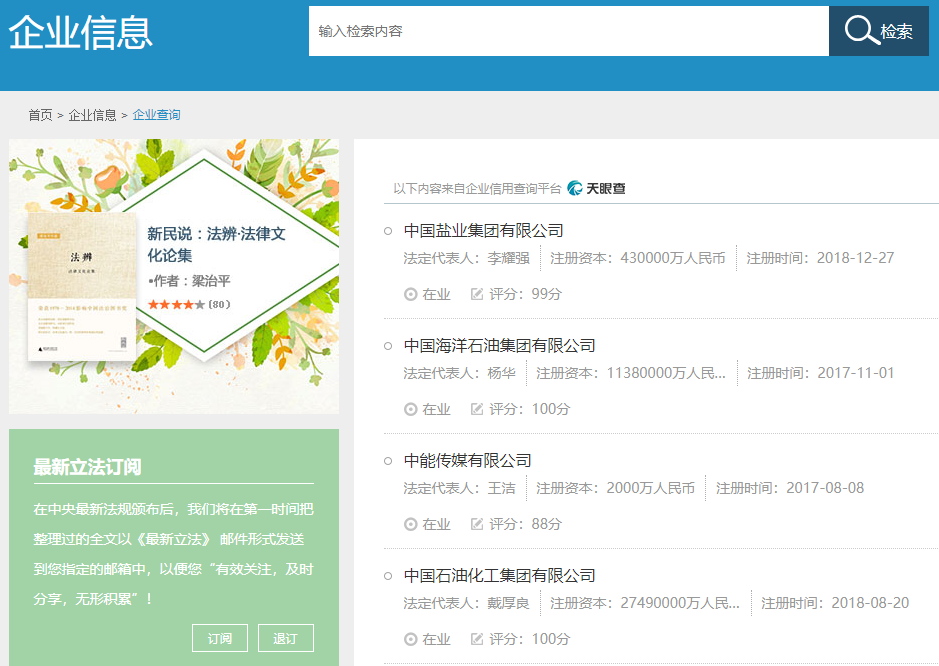 企业信息
输入检索内容
检索
首页 > 企业信息 > 企业查询
法 辨
新民说：法辨·法律文
化论集
•作者：梁治平
(80)
最新立法订阅
在中央最新法规颁布后，我们将在第一时间把
整理过的全文以《最新立法》 邮件形式发送
到您指定的邮箱中，以便您“有效关注，及时
分享，无形积累”！
订阅 退订
以下内容来自企业信用查询平台 天眼查
中国盐业集团有限公司
法定代表人：李耀强 注册资本：430000万人民币 注册时间：2018-12-27
在业 评分：99分
中国海洋石油集团有限公司
法定代表人：杨华 注册资本：11380000万人民... 注册时间：2017-11-01
在业 评分：100分
中能传媒有限公司
法定代表人：王洁 注册资本：2000万人民币 注册时间：2017-08-08
在业 评分：88分
中国石油化工集团有限公司
法定代表人：戴厚良 注册资本：27490000万人民... 注册时间：2018-08-20
在业 评分：100分